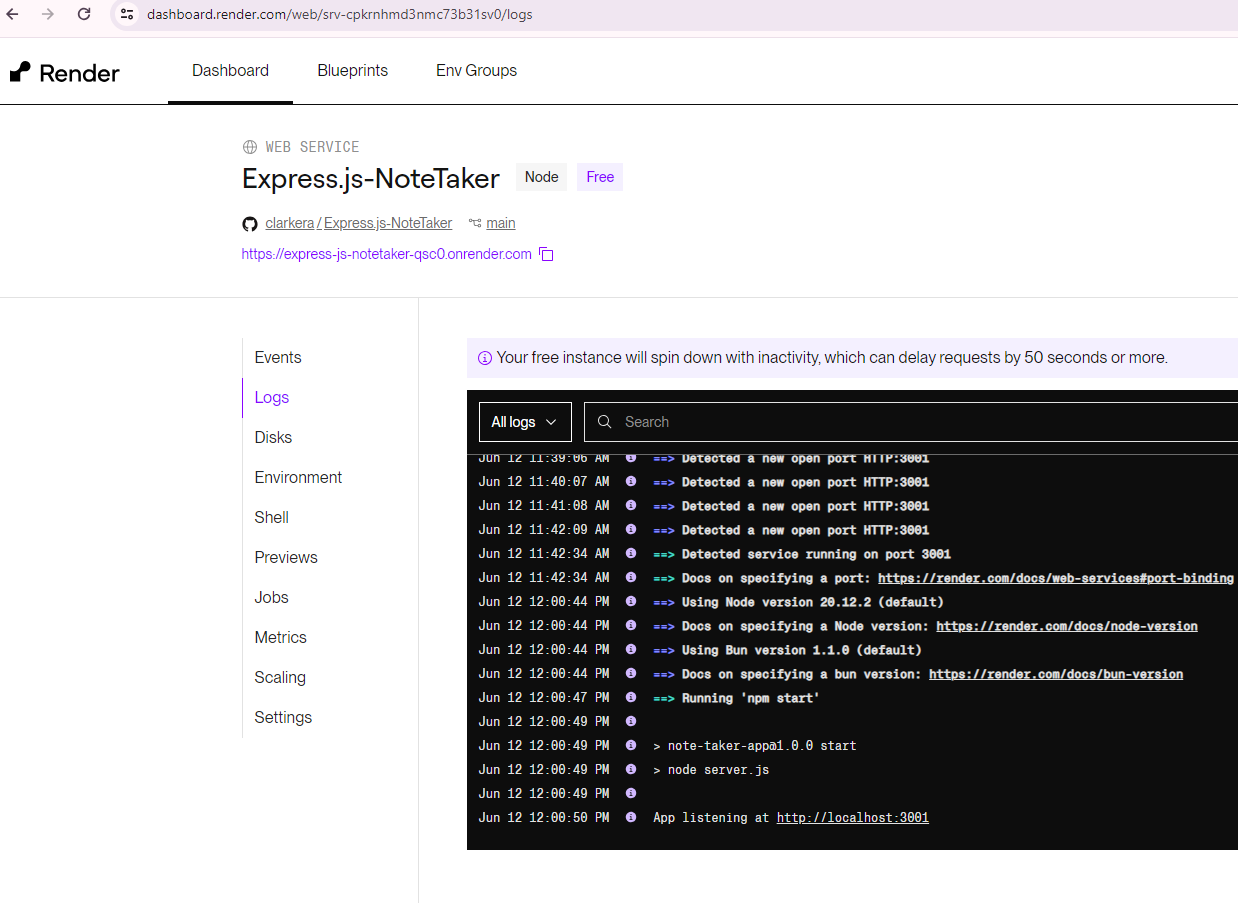 dashboard.render.com/web/srv-cpkrnhmd3nmc73b31sv0/logs
Render Dashboard Blueprints Env Groups
WEB SERVICE
Express.js-NoteTaker Node Free
clarkera / Express.js-NoteTaker main
https://express-js-notetaker-qsc0.onrender.com
Events
Logs
Disks
Environment
Shell
Previews
Jobs
Metrics
Scaling
Settings
Your free instance will spin down with inactivity, which can delay requests by 50 seconds or more.
All logs Search
Jun 12 11:39:06 AM ==> Detected a new open port HTTP:3001
Jun 12 11:40:07 AM ==> Detected a new open port HTTP:3001
Jun 12 11:41:08 AM ==> Detected a new open port HTTP:3001
Jun 12 11:42:09 AM ==> Detected a new open port HTTP:3001
Jun 12 11:42:34 AM ==> Detected service running on port 3001
Jun 12 11:42:34 AM ==> Docs on specifying a port: https://render.com/docs/web-services#port-binding
Jun 12 12:00:44 PM ==> Using Node version 20.12.2 (default)
Jun 12 12:00:44 PM ==> Docs on specifying a Node version: https://render.com/docs/node-version
Jun 12 12:00:44 PM ==> Using Bun version 1.1.0 (default)
Jun 12 12:00:44 PM ==> Docs on specifying a bun version: https://render.com/docs/bun-version
Jun 12 12:00:47 PM ==> Running 'npm start'
Jun 12 12:00:49 PM
Jun 12 12:00:49 PM > note-taker-app@1.0.0 start
Jun 12 12:00:49 PM > node server.js
Jun 12 12:00:49 PM
Jun 12 12:00:50 PM App listening at http://localhost:3001